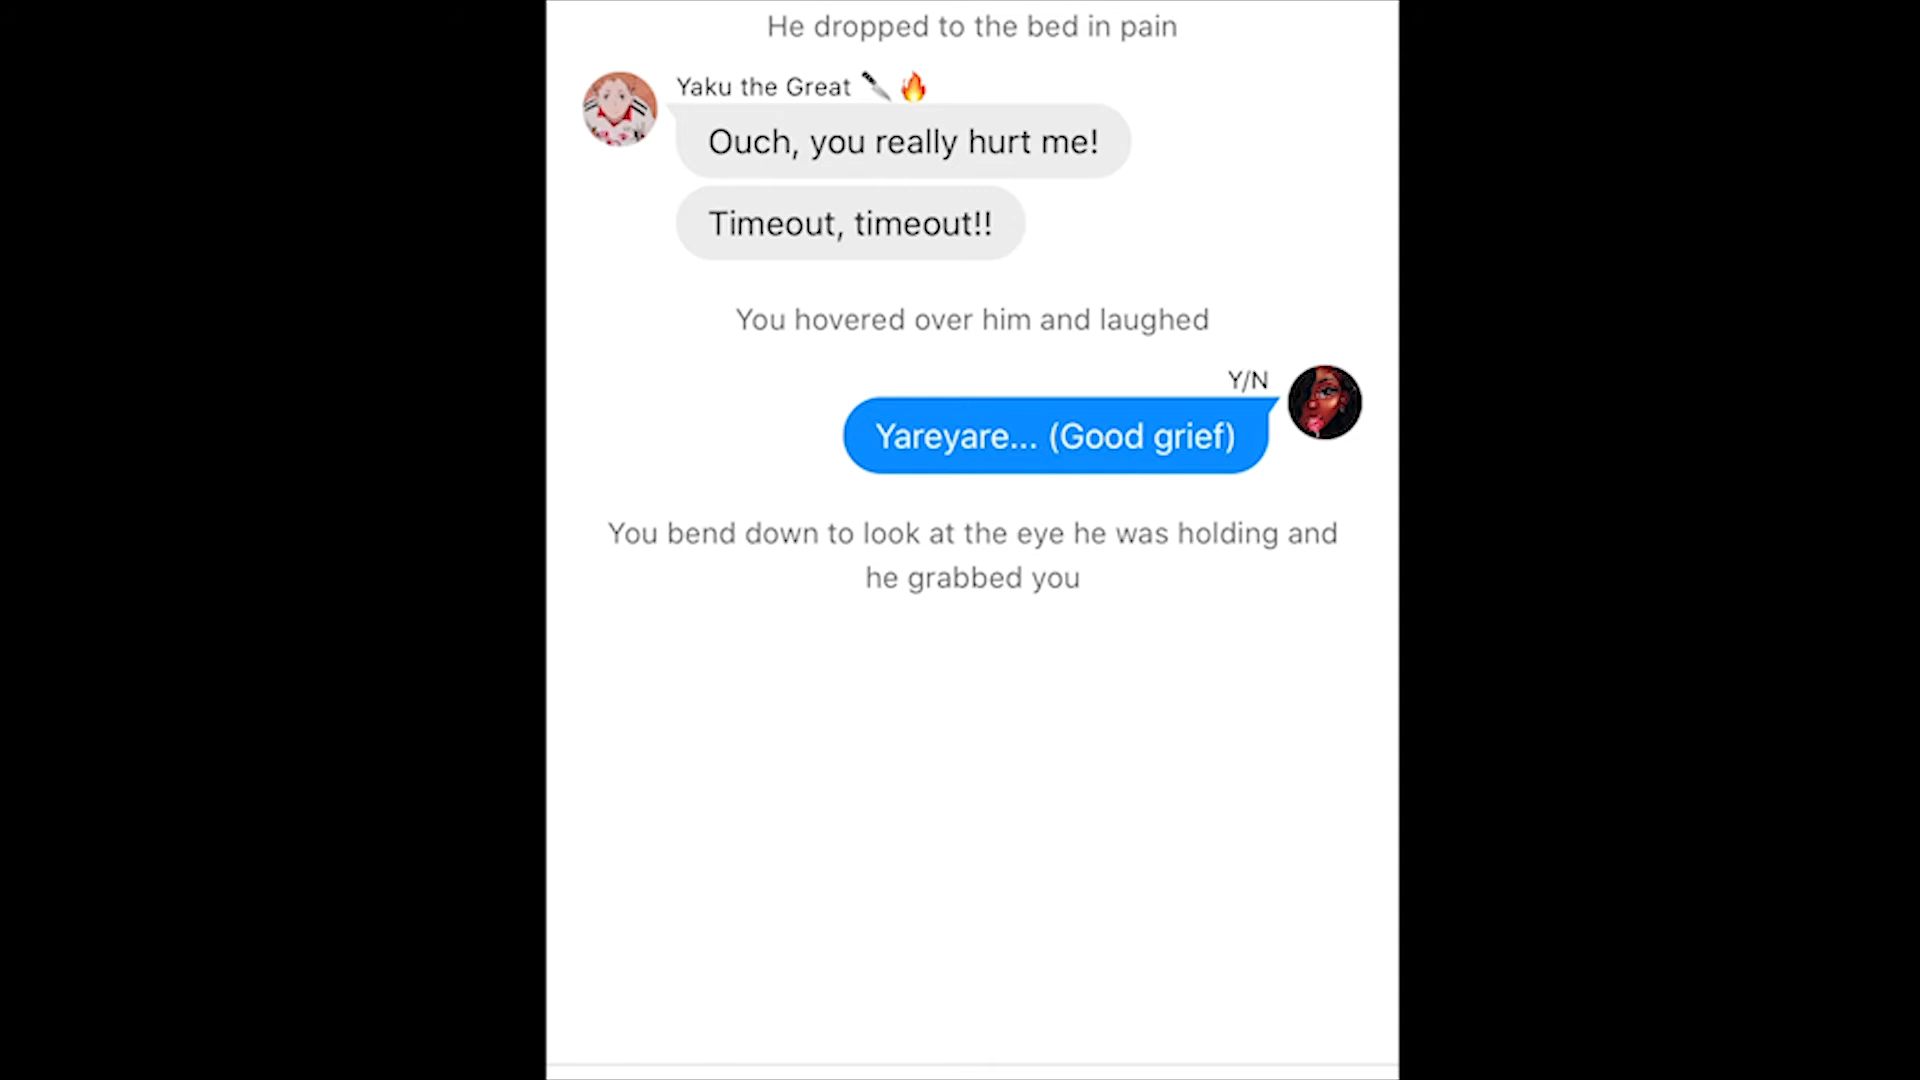 He dropped to the bed in pain
Yaku the Great 🔪 🔥
Ouch, you really hurt me!
Timeout, timeout!!
You hovered over him and laughed
Y/N
Yareyare... (Good grief)
You bend down to look at the eye he was holding and
he grabbed you